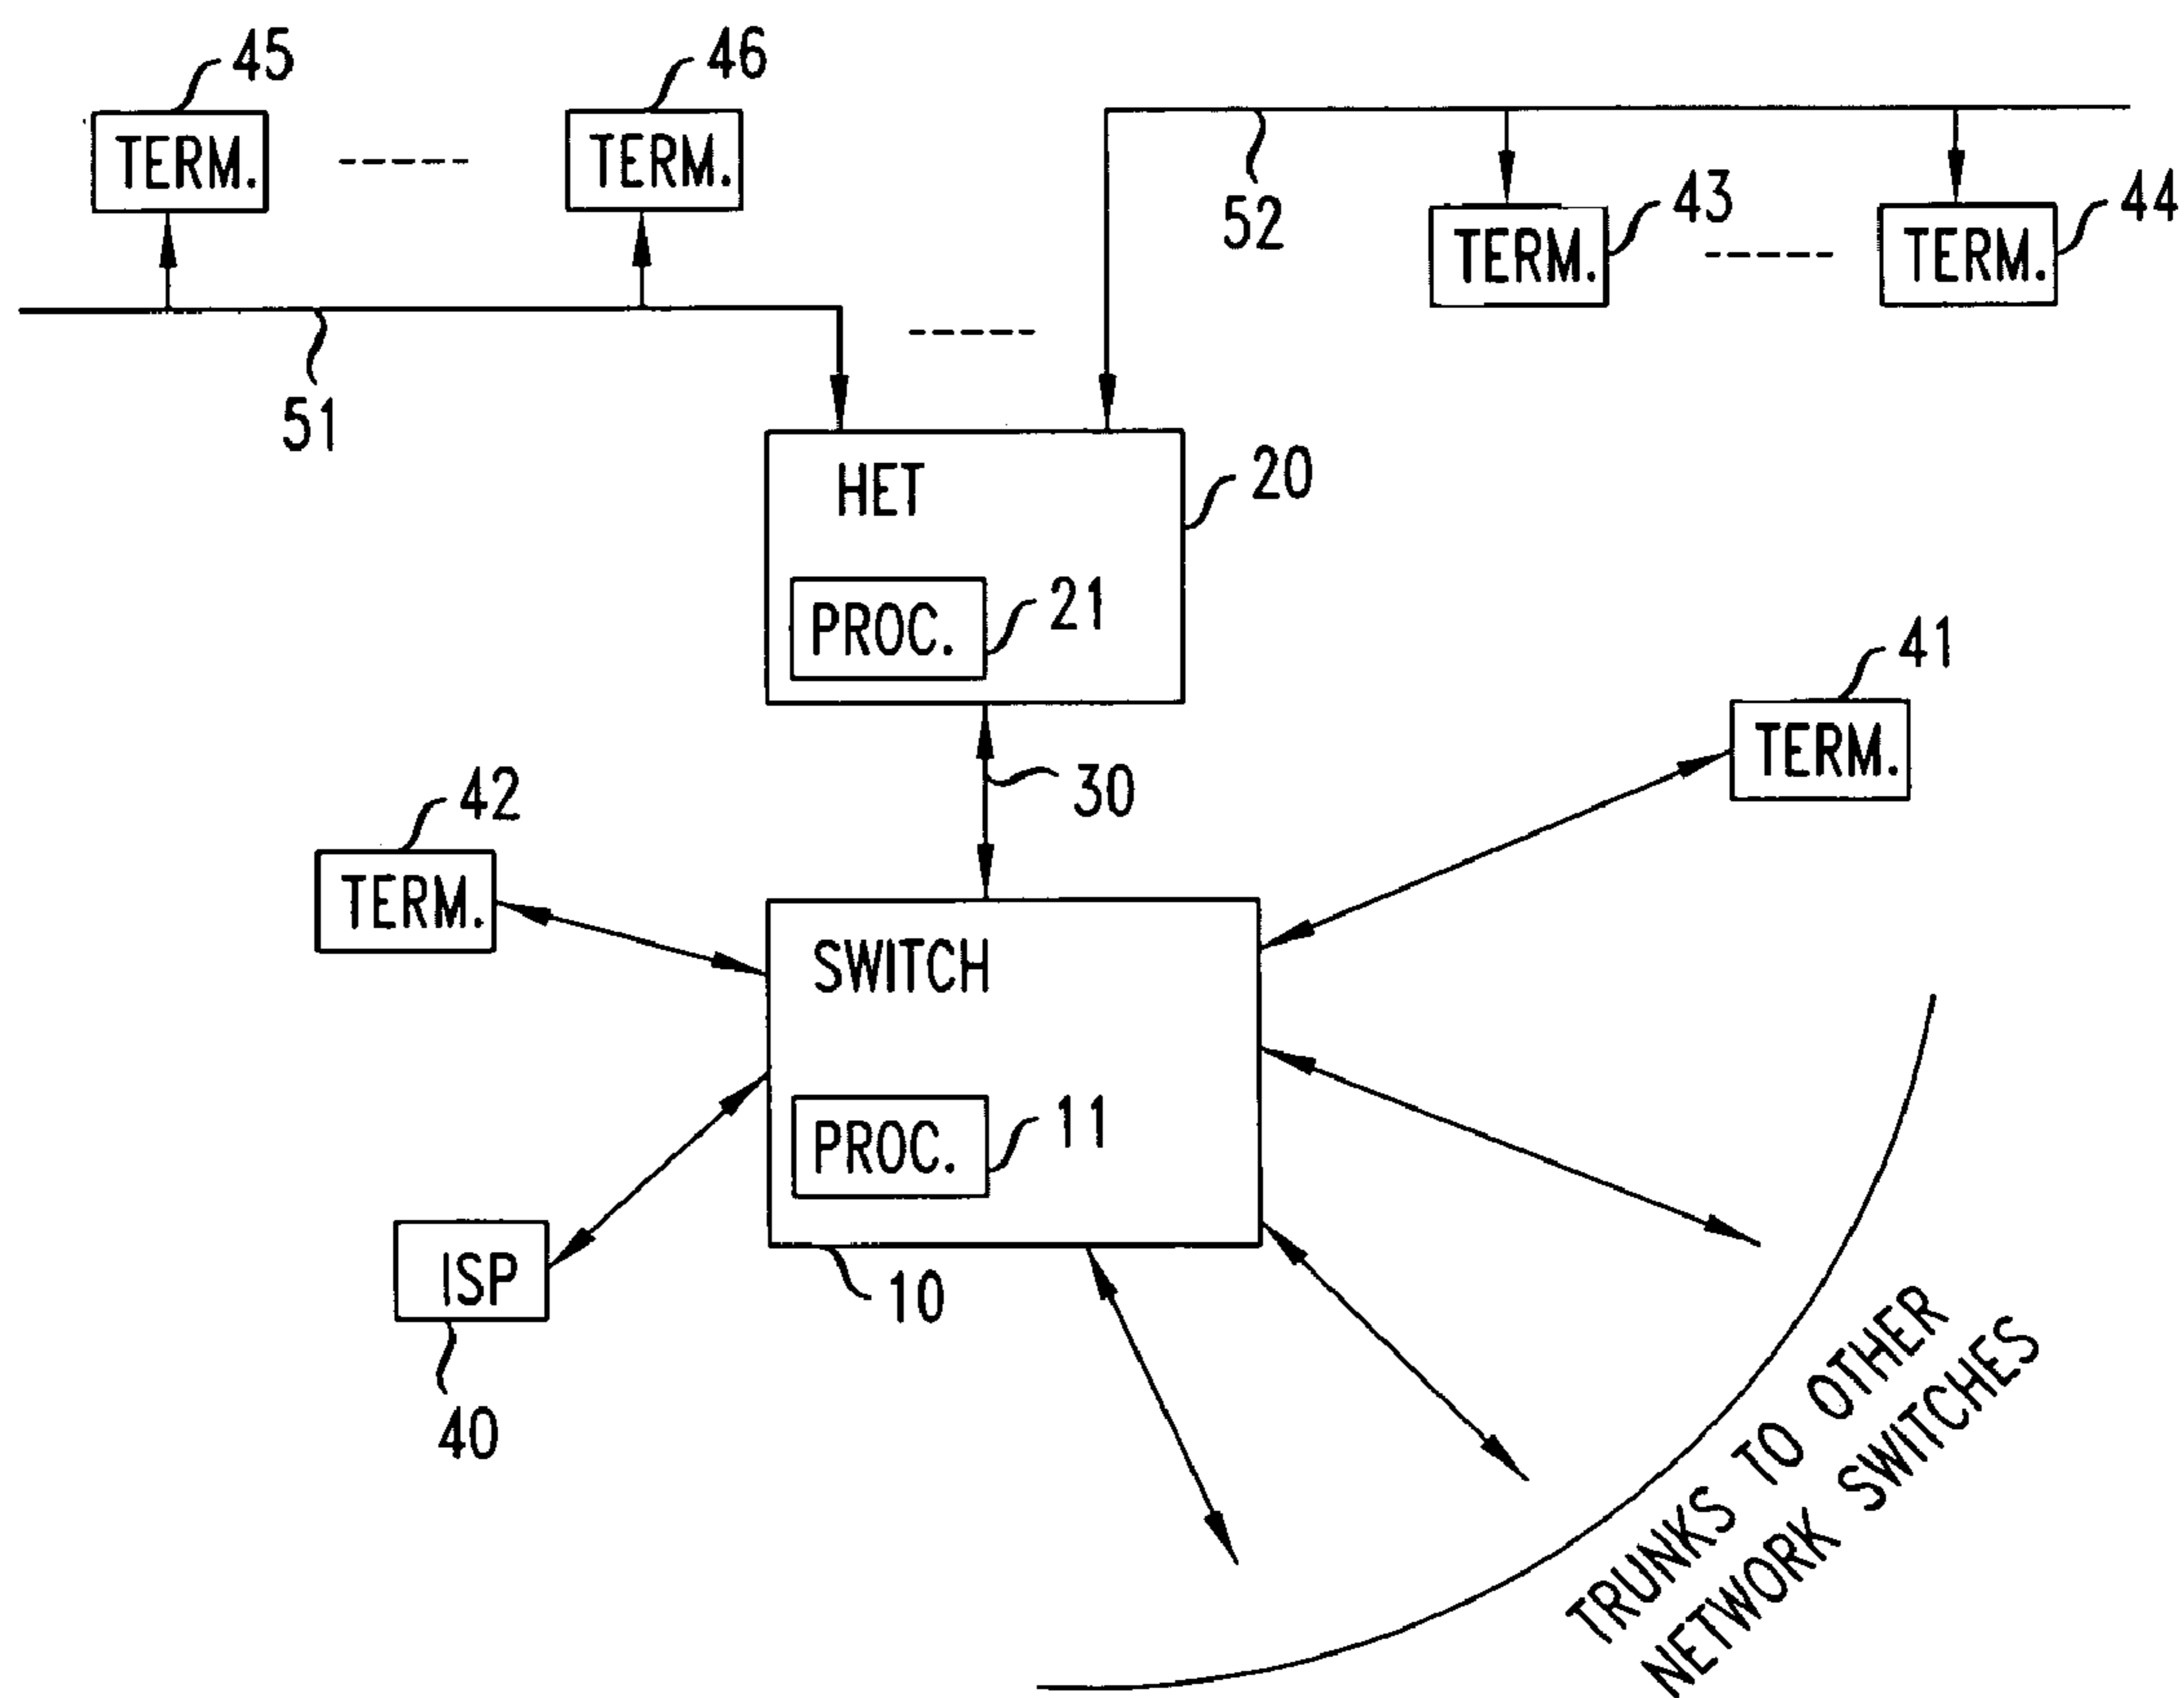 45
46
TERM.
TERM.
52
43
44
TERM.
TERM.
51
HET
20
PROC.
21
41
TERM.
30
42
TERM.
SWITCH
PROC.
11
ISP
10
40
TRUNKS TO OTHER
NETWORK SWITCHES